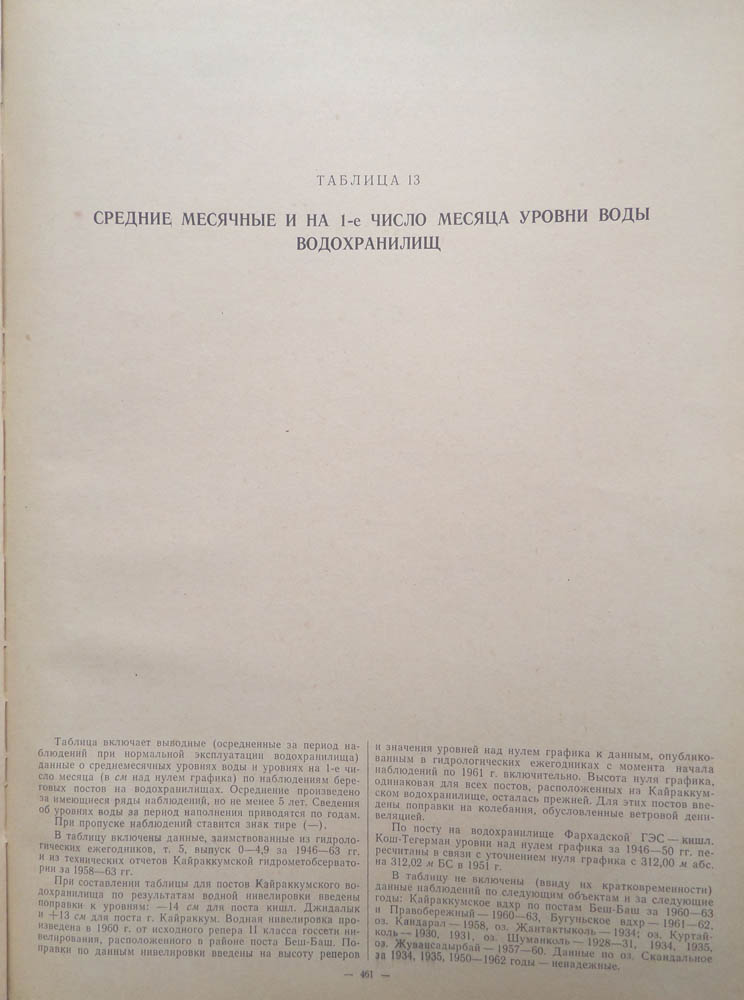 ТАБЛИЦА 13
СРЕДНИЕ МЕСЯЧНЫЕ И НА 1-е ЧИСЛО МЕСЯЦА УРОВНИ ВОДЫ
ВОДОХРАНИЛИЩ
Таблица включает выводные (осредненные за период на-
блюдений при нормальной эксплуатации водохранилища)
данные о среднемесячных уровнях воды и уровнях на 1-е чи-
сло месяца (в см над нулем графика) по наблюдениям бере-
говых постов на водохранилищах. Осреднение произведено
за имеющиеся ряды наблюдений, но не менее 5 лет. Сведения
об уровнях воды за период наполнения приводятся по годам.
При пропуске наблюдений ставится знак тире (—).
В таблицу включены данные, заимствованные из гидроло-
гических ежегодников, т. 5, выпуск 0—4,9 за 1946—63 гг.
и из технических отчетов Кайраккумской гидрометобсервато-
рии за 1958—63 гг.
При составлении таблицы для постов Кайраккумского во-
дохранилища по результатам водной нивелировки введены
поправки к уровням: —14 см для поста кишл. Джидалык
и +13 см для поста г. Кайраккум. Водная нивелировка про-
изведена в 1960 г. от исходного репера II класса госсети ни-
велирования, расположенного в районе поста Беш-Баш. По-
правки по данным нивелировки введены на высоту реперов
и значения уровней над нулем графика к данным, опублико-
ванным в гидрологических ежегодниках с момента начала
наблюдений по 1961 г. включительно. Высота нуля графика,
одинаковая для всех постов, расположенных на Кайраккум-
ском водохранилище, осталась прежней. Для этих постов вве-
дены поправки на колебания, обусловленные ветровой дени-
веляцией.
По посту на водохранилище Фархадской ГЭС — кишл.
Кош-Тегерман уровни над нулем графика за 1946—50 гг. пе-
ресчитаны в связи с уточнением нуля графика с 312,00 м абс.
на 312,02 м БС в 1951 г.
В таблицу не включены (ввиду их кратковременности)
данные наблюдений по следующим объектам и за следующие
годы: Кайраккумское вдхр по постам Беш-Баш за 1960—63
и Правобережный — 1960—63, Бугуньское вдхр — 1961—62,
оз. Кандарал — 1958, оз. Жантактыколь — 1934; оз. Куртай-
коль — 1930, 1931, оз. Шуманколь — 1928—31, 1934, 1935,
оз. Жувансадырбай — 1957—60. Данные по оз. Скандальное
за 1934, 1935, 1950—1962 годы — ненадежные.
— 461 —